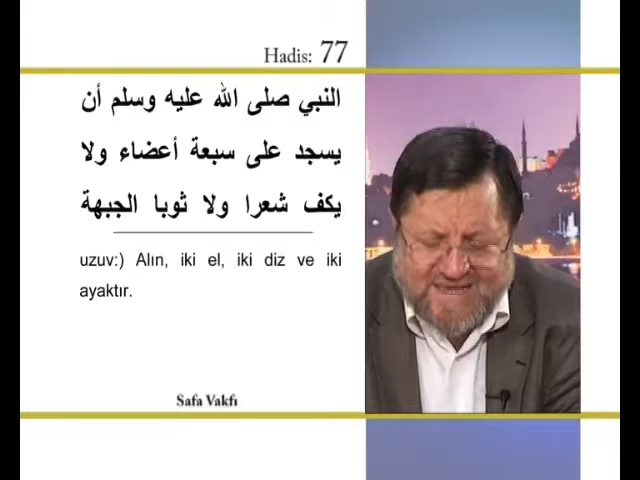 Hadis: 77
النبي صلى الله عليه وسلم أن
يسجد على سبعة أعضاء ولا
يكف شعرا ولا ثوبا الجبهة
uzuv:) Alın, iki el, iki diz ve iki
ayaktır.
Safa Vakfı